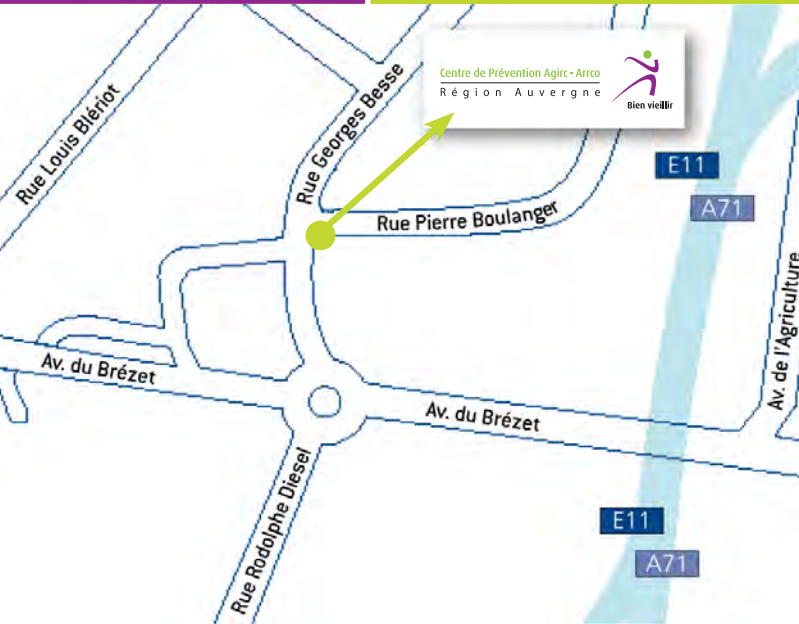 Centre de Prévention Agirc - Arrco
Région Auvergne
Bien vieillir
Rue Louis Blériot
Rue Georges Besse
E11
A71
Rue Pierre Boulanger
Av. de l'Agriculture
Av. du Brézet
Av. du Brézet
Rue Rodolphe Diesel
E11
A71